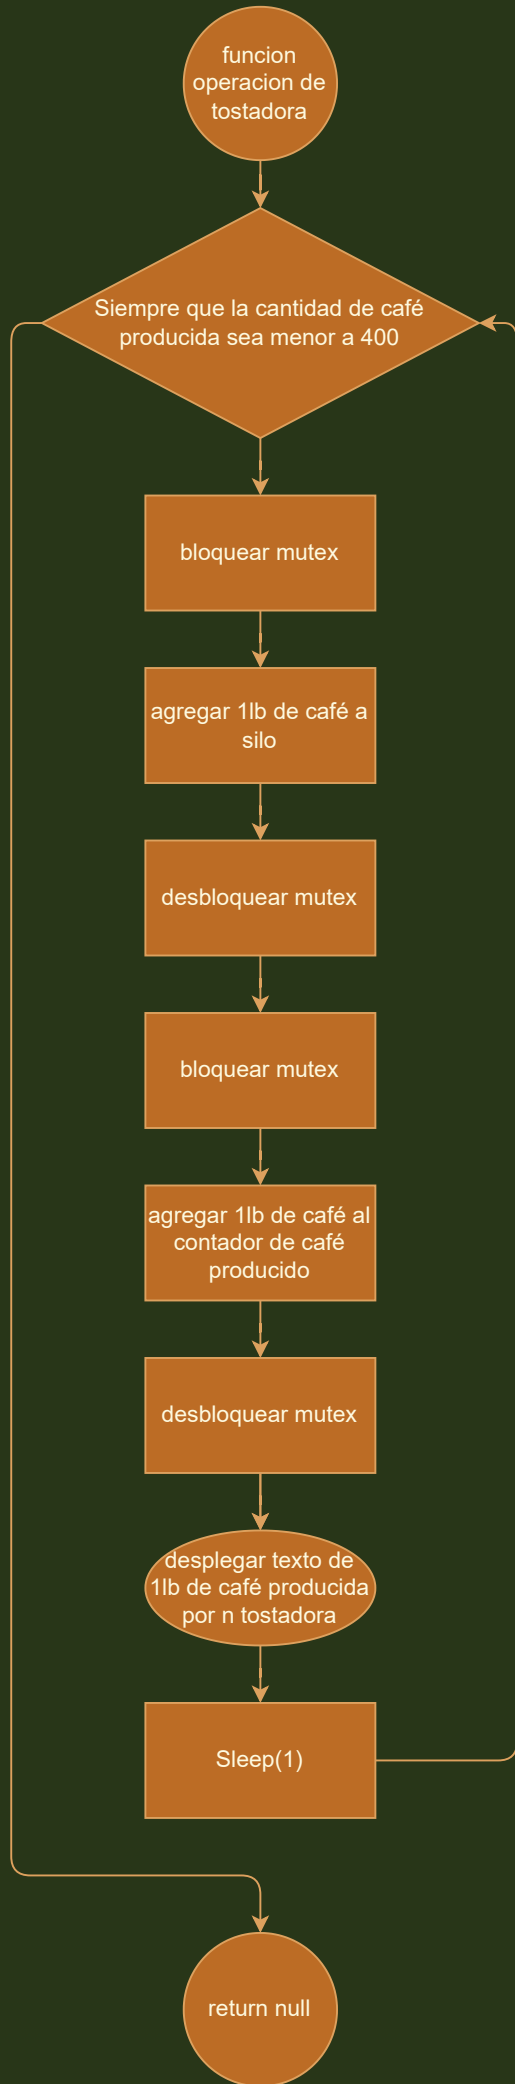 funcion
operacion de
tostadora
Siempre que la cantidad de café
producida sea menor a 400
bloquear mutex
agregar 1lb de café a
silo
desbloquear mutex
bloquear mutex
agregar 1lb de café al
contador de café
producido
desbloquear mutex
desplegar texto de
1lb de café producida
por n tostadora
Sleep(1)
return null